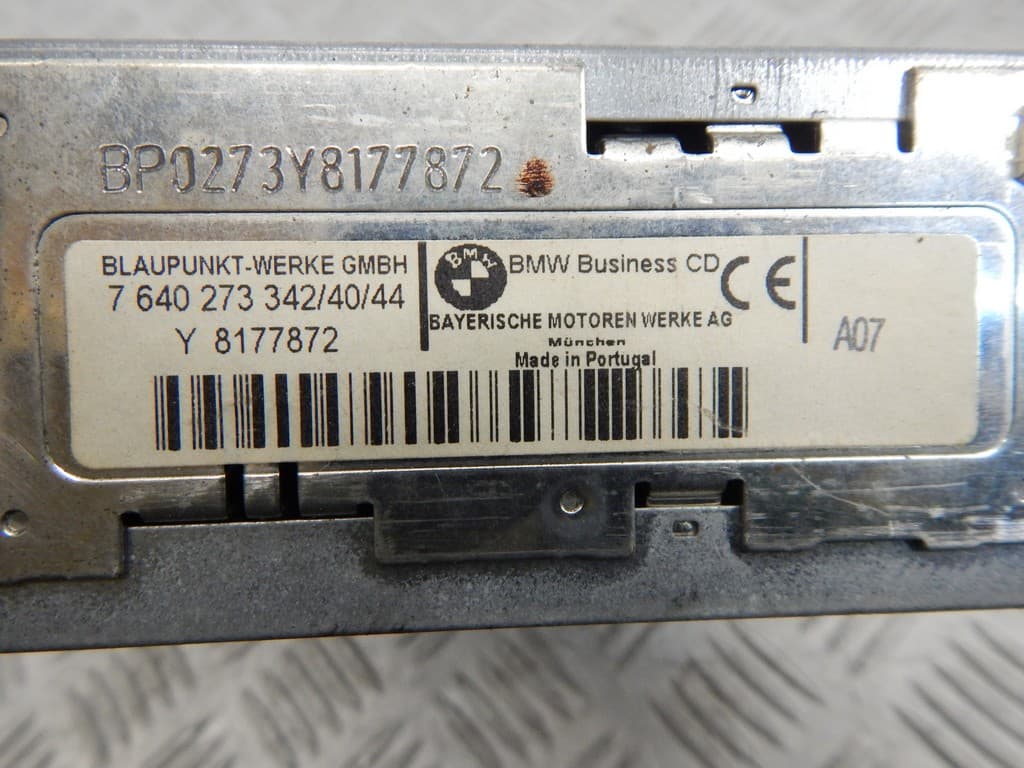 BP0273Y8177872
BLAUPUNKT-WERKE GMBH
7 640 273 342/40/44
Y 8177872
BMW
BMW Business CD CE
BAYERISCHE MOTOREN WERKE AG
München
Made in Portugal
A07